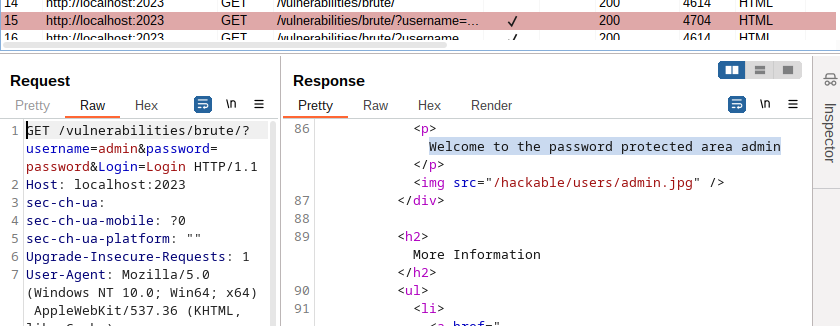 14 http://localhost:2023 GET /vulnerabilities/brute/ 200 4614 HTML
15 http://localhost:2023 GET /vulnerabilities/brute/?username=... ✓ 200 4704 HTML
16 http://localhost:2023 GET /vulnerabilities/brute/?username ✓ 200 4614 HTML
Request
Pretty Raw Hex \n
1 GET /vulnerabilities/brute/?
username=admin&password=
password&Login=Login HTTP/1.1
2 Host: localhost:2023
3 sec-ch-ua:
4 sec-ch-ua-mobile: ?0
5 sec-ch-ua-platform: ""
6 Upgrade-Insecure-Requests: 1
7 User-Agent: Mozilla/5.0
(Windows NT 10.0; Win64; x64)
AppleWebKit/537.36 (KHTML,
Response
Pretty Raw Hex Render \n
86 <p>
Welcome to the password protected area admin
</p>
<img src="/hackable/users/admin.jpg" />
87 </div>
88
89 <h2>
More Information
</h2>
90 <ul>
91 <li>
<a href="
Inspector